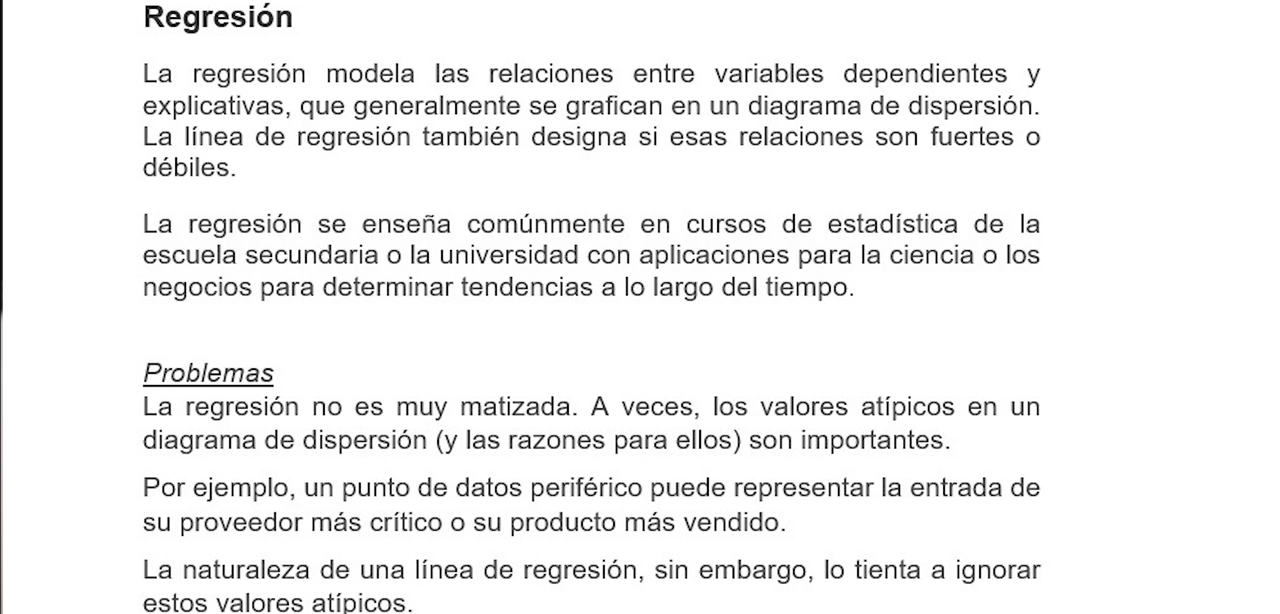 Regresión
La regresión modela las relaciones entre variables dependientes y
explicativas, que generalmente se grafican en un diagrama de dispersión.
La línea de regresión también designa si esas relaciones son fuertes o
débiles.
La regresión se enseña comúnmente en cursos de estadística de la
escuela secundaria o la universidad con aplicaciones para la ciencia o los
negocios para determinar tendencias a lo largo del tiempo.
Problemas
La regresión no es muy matizada. A veces, los valores atípicos en un
diagrama de dispersión (y las razones para ellos) son importantes.
Por ejemplo, un punto de datos periférico puede representar la entrada de
su proveedor más crítico o su producto más vendido.
La naturaleza de una línea de regresión, sin embargo, lo tienta a ignorar
estos valores atípicos.